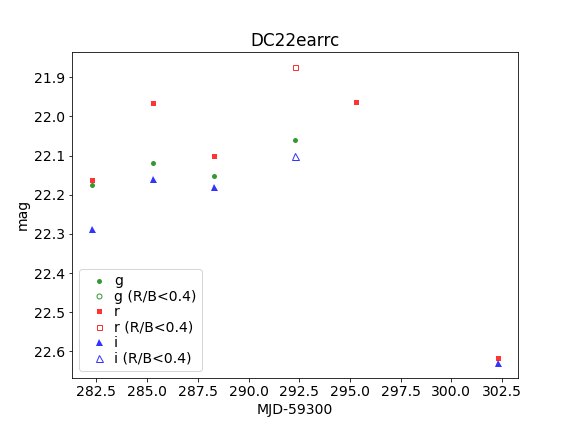 DC22earrc
21.9
22.0
22.1
22.2
22.3
22.4
22.5
22.6
mag
g
g (R/B<0.4)
r
r (R/B<0.4)
i
i (R/B<0.4)
282.5 285.0 287.5 290.0 292.5 295.0 297.5 300.0 302.5
MJD-59300